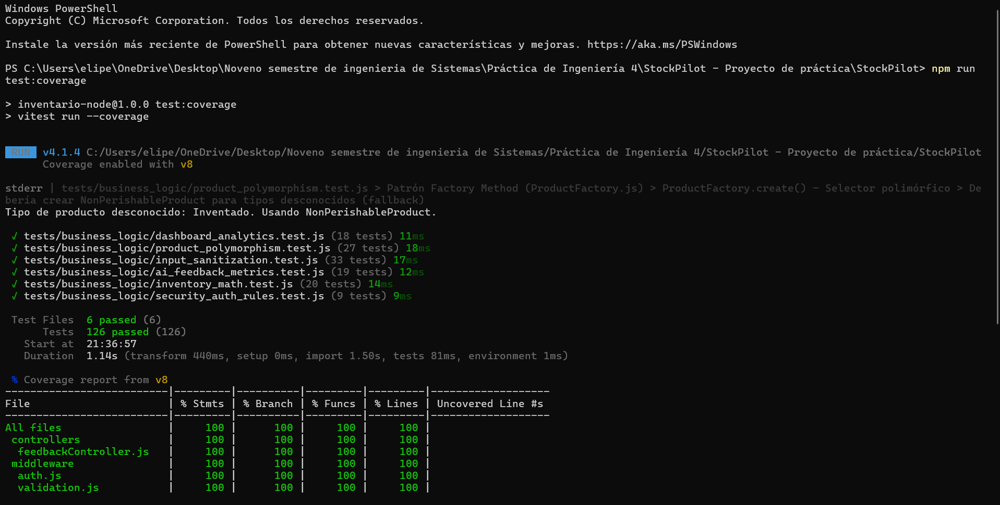 Windows PowerShell
Copyright (C) Microsoft Corporation. Todos los derechos reservados.
Instale la versión más reciente de PowerShell para obtener nuevas características y mejoras. https://aka.ms/PSWindows
PS C:\Users\elipe\OneDrive\Desktop\Noveno semestre de ingenieria de Sistemas\Práctica de Ingeniería 4\StockPilot - Proyecto de práctica\StockPilot> npm run
test:coverage
> inventario-node@1.0.0 test:coverage
> vitest run --coverage
RUN v4.1.4 C:/Users/elipe/OneDrive/Desktop/Noveno semestre de ingenieria de Sistemas/Práctica de Ingeniería 4/StockPilot - Proyecto de práctica/StockPilot
Coverage enabled with v8
stderr | tests/business_logic/product_polymorphism.test.js > Patrón Factory Method (ProductFactory.js) > ProductFactory.create() — Selector polimórfico > De
bería crear NonPerishableProduct para tipos desconocidos (fallback)
Tipo de producto desconocido: Inventado. Usando NonPerishableProduct.
√ tests/business_logic/dashboard_analytics.test.js (18 tests) 11ms
√ tests/business_logic/product_polymorphism.test.js (27 tests) 18ms
√ tests/business_logic/input_sanitization.test.js (33 tests) 17ms
√ tests/business_logic/ai_feedback_metrics.test.js (19 tests) 12ms
√ tests/business_logic/inventory_math.test.js (20 tests) 14ms
√ tests/business_logic/security_auth_rules.test.js (9 tests) 9ms
Test Files 6 passed (6)
Tests 126 passed (126)
Start at 21:36:57
Duration 1.14s (transform 440ms, setup 0ms, import 1.50s, tests 81ms, environment 1ms)
% Coverage report from v8
--------------------------|---------|----------|---------|---------|-------------------
File | % Stmts | % Branch | % Funcs | % Lines | Uncovered Line #s
--------------------------|---------|----------|---------|---------|-------------------
All files | 100 | 100 | 100 | 100 |
controllers | 100 | 100 | 100 | 100 |
feedbackController.js | 100 | 100 | 100 | 100 |
middleware | 100 | 100 | 100 | 100 |
auth.js | 100 | 100 | 100 | 100 |
validation.js | 100 | 100 | 100 | 100 |